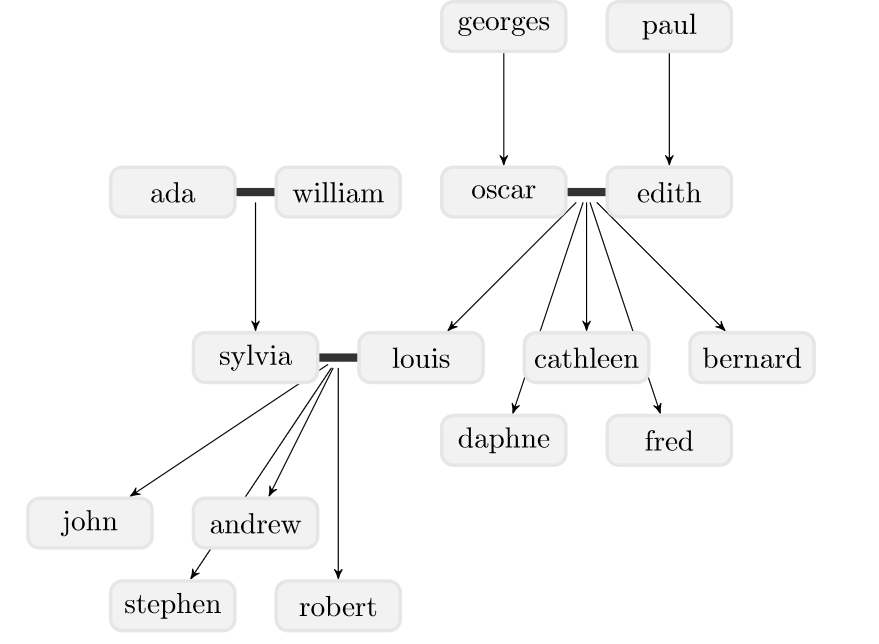 georges
paul
ada
william
oscar
edith
sylvia
louis
cathleen
bernard
daphne
fred
john
andrew
stephen
robert